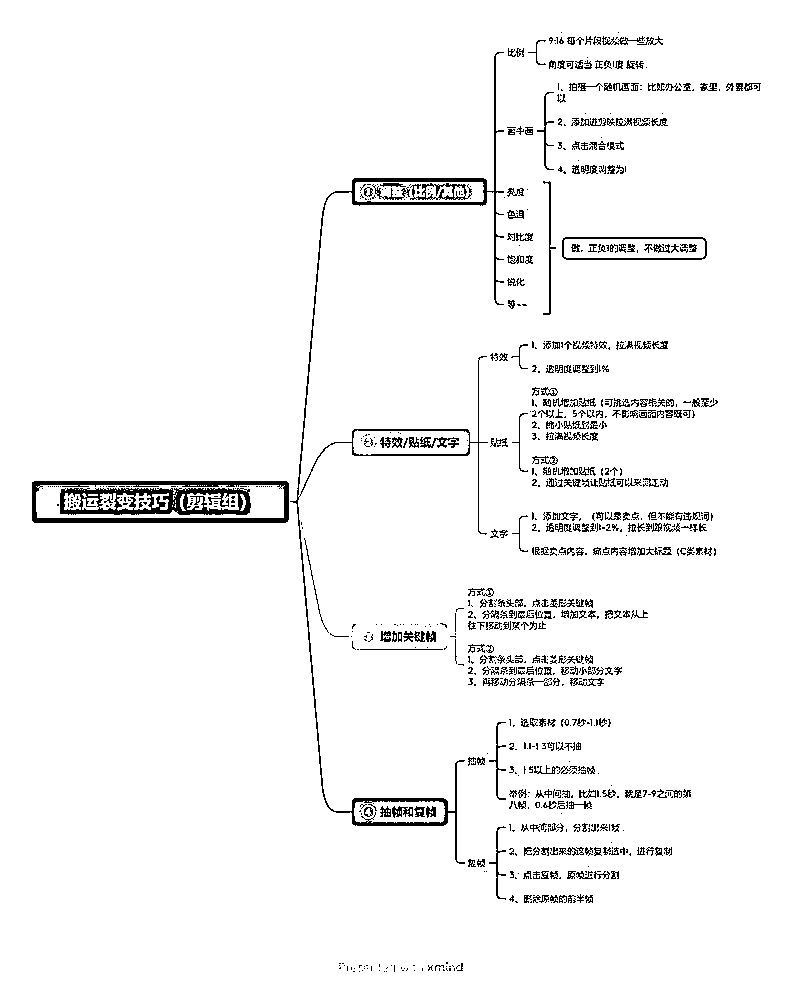 搬运裂变技巧（剪辑组）
① 调整（比例/其他）
比例
9:16 每个片段视频做一些放大
角度可适当 正负1度 旋转
画中画
1、拍摄一个随机画面：比如办公室，家里，外景都可
以
2、添加进剪映拉满视频长度
3、点击混合模式
4、透明度调整为1
亮度
色调
对比度
饱和度
锐化
等~~
做，正负1的调整，不做过大调整
② 特效/贴纸/文字
特效
1、添加1个视频特效，拉满视频长度
2、透明度调整到1%
贴纸
方式①
1、随机增加贴纸（可挑选内容相关的，一般至少
2个以上，5个以内，不影响画面内容既可）
2、缩小贴纸到最小
3、拉满视频长度
方式②
1、随机增加贴纸（2个）
2、通过关键帧让贴纸可以来回运动
文字
1、添加文字，（可以是卖点，但不能有违规词）
2、透明度调整到1-2%，拉长到跟视频一样长
根据卖点内容，痛点内容增加大标题（C类素材）
③ 增加关键帧
方式①
1、分割条头部，点击菱形关键帧
2、分割条到最后位置，增加文本，把文本从上
往下移动到某个为止
方式②
1、分割条头部，点击菱形关键帧
2、分割条到最后位置，移动小部分文字
3、再移动分割条一部分，移动文字
④ 抽帧和复帧
抽帧
1、选取素材（0.7秒-1.1秒）
2、1.1-1.3可以不抽
3、1.5以上的必须抽帧
举例：从中间抽，比如1.5秒，就是7-9之间的第
八帧，0.6秒后抽一帧
复帧
1、从中间部分，分割出来1帧
2、把分割出来的这帧复制选中，进行复制
3、点击复帧，原帧进行分割
4、删除原帧的前半帧
Presented with xmind